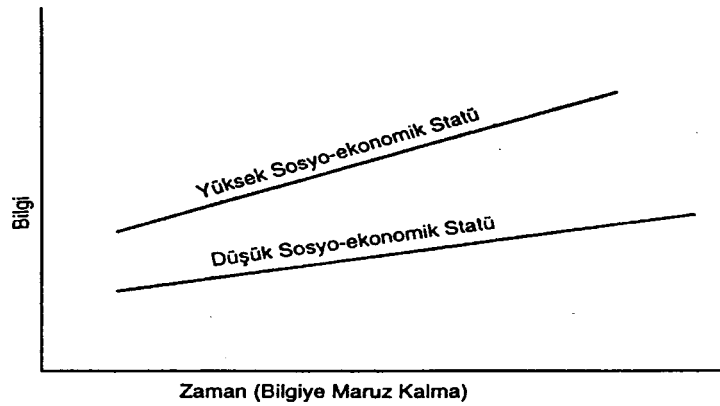 Yüksek Sosyo-ekonomik Statü
Bilgi
Düşük Sosyo-ekonomik Statü
Zaman (Bilgiye Maruz Kalma)